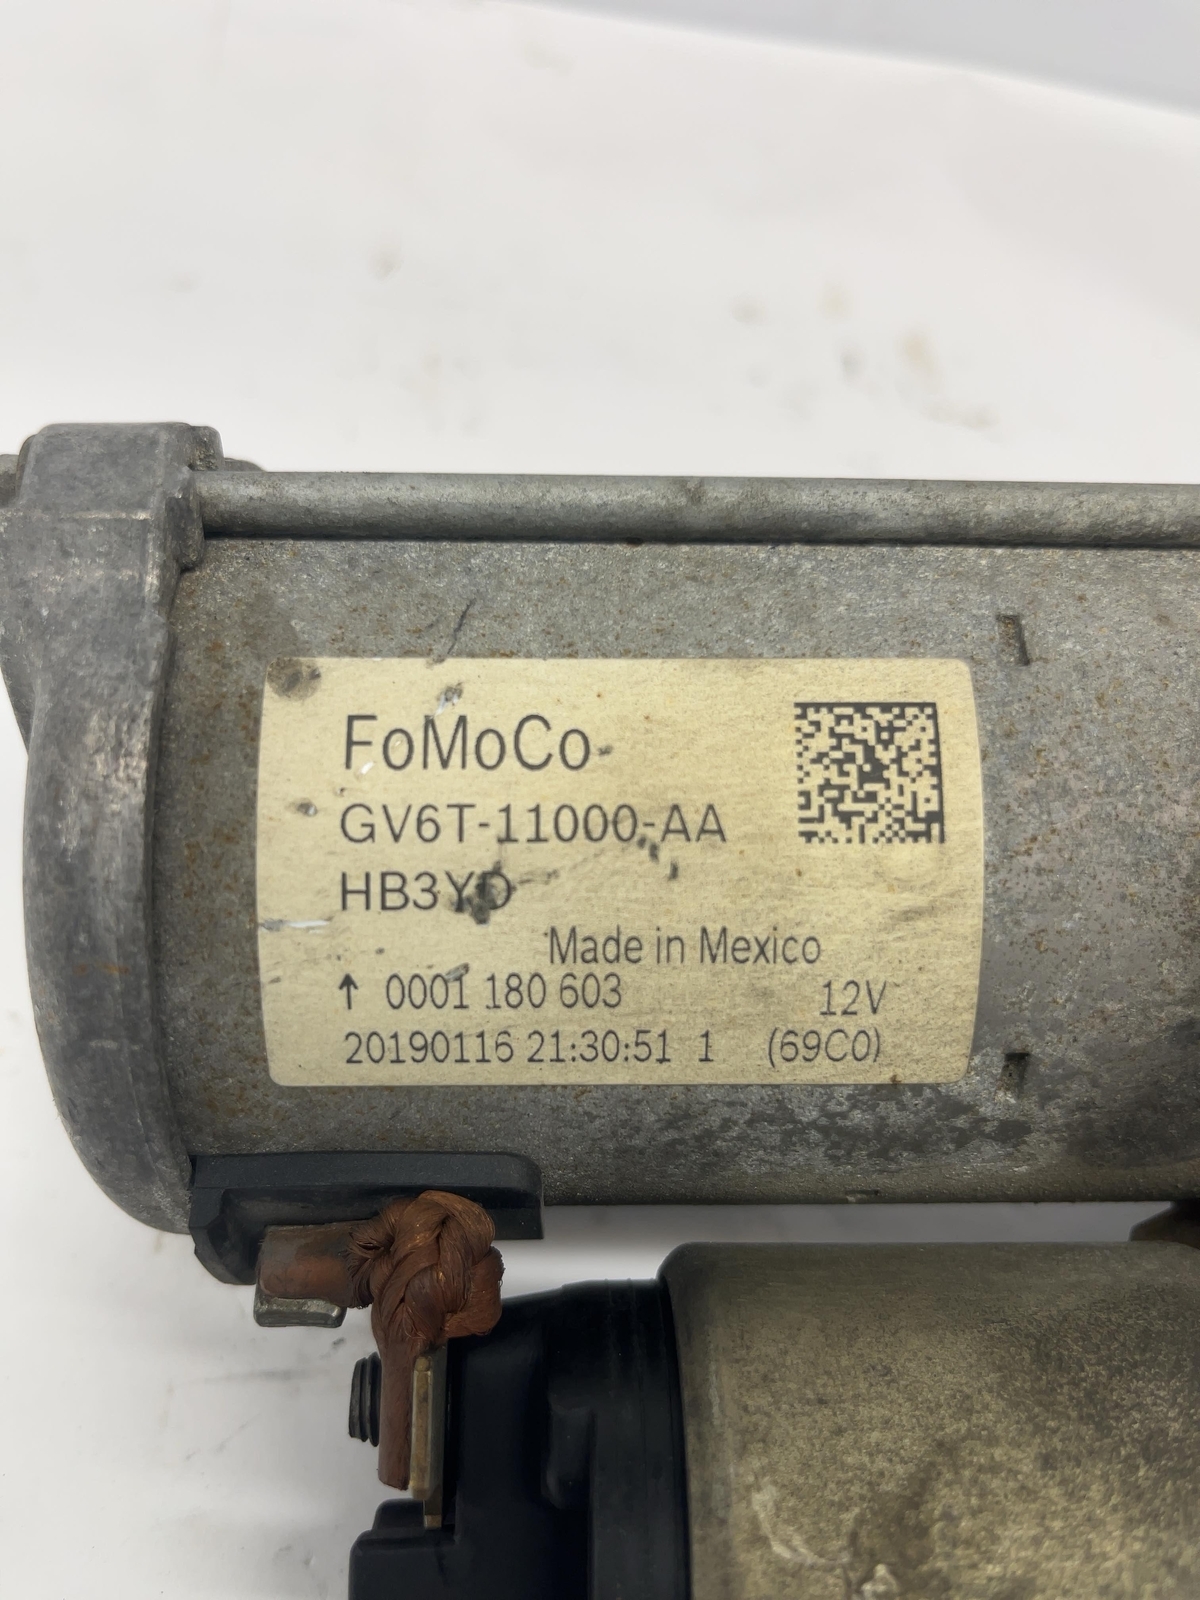 FoMoCo
GV6T-11000-AA
HB3YD
Made in Mexico
↑ 0001 180 603 12V
20190116 21:30:51 1 (69C0)